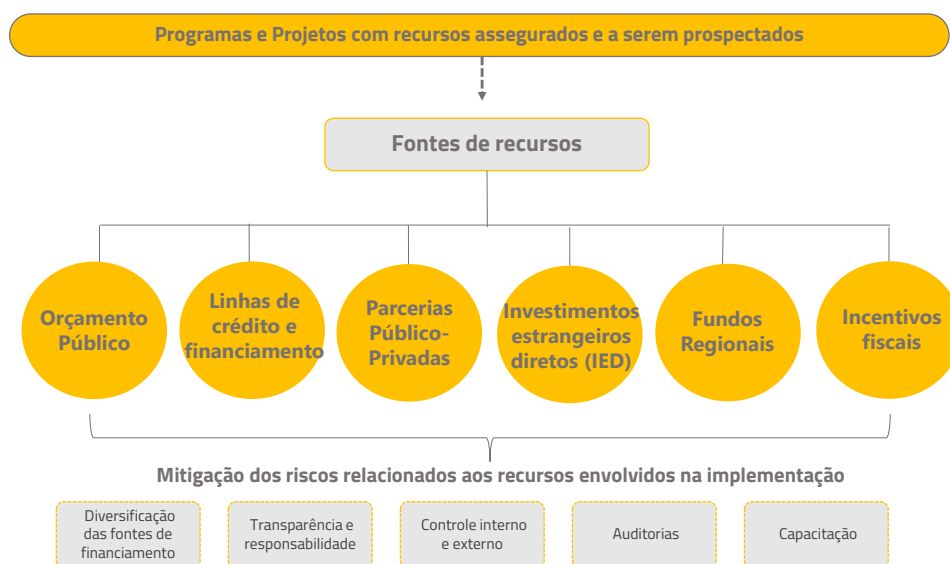 Programas e Projetos com recursos assegurados e a serem prospectados
Fontes de recursos
Orçamento
Público
Linhas de
crédito e
financiamento
Parcerias
Público-
Privadas
Investimentos
estrangeiros
diretos (IED)
Fundos
Regionais
Incentivos
fiscais
Mitigação dos riscos relacionados aos recursos envolvidos na implementação
Diversificação
das fontes de
financiamento
Transparência e
responsabilidade
Controle interno
e externo
Auditorias
Capacitação